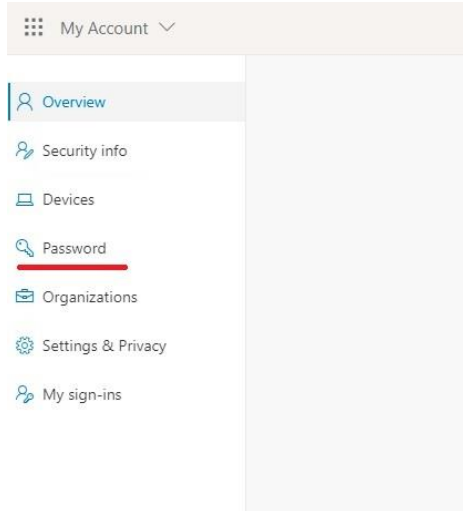 My Account
Overview
Security info
Devices
Password
Organizations
Settings & Privacy
My sign-ins